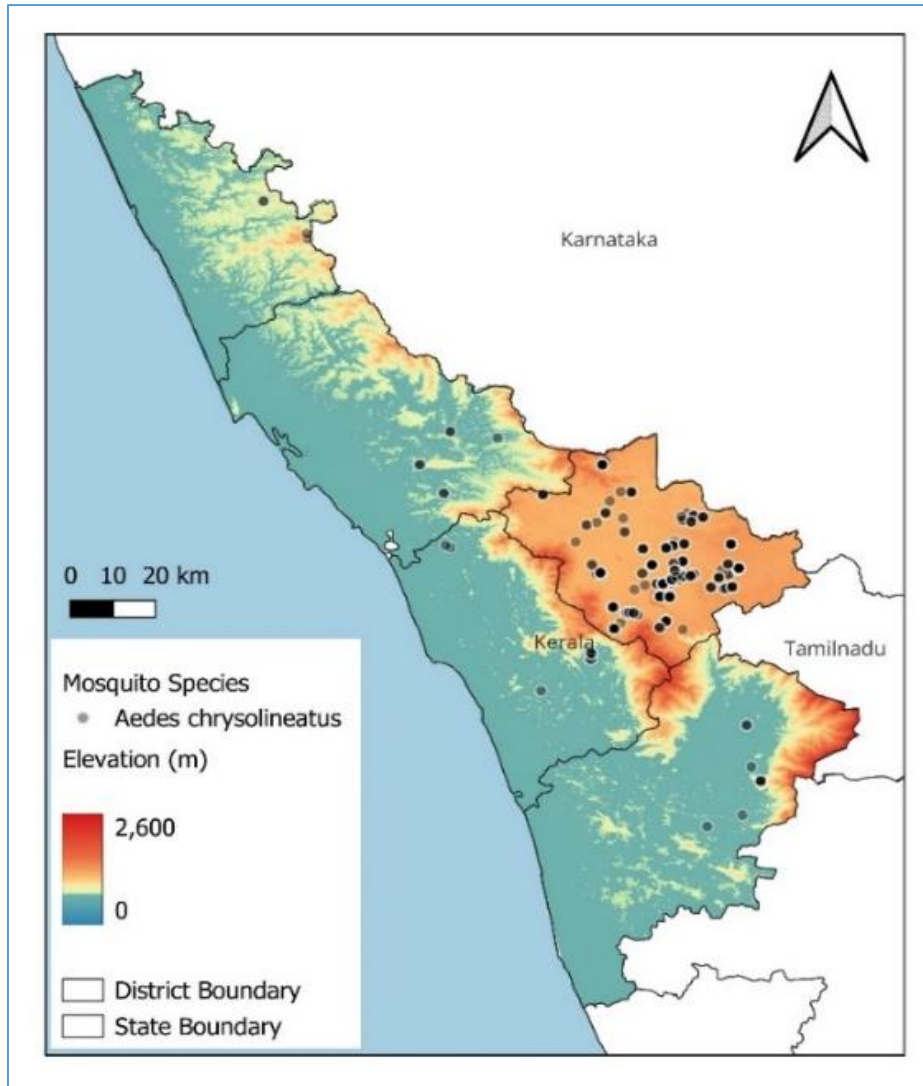 Karnataka
0 10 20 km
Kerala
Tamilnadu
Mosquito Species
Aedes chrysolineatus
Elevation (m)
2,600
0
District Boundary
State Boundary